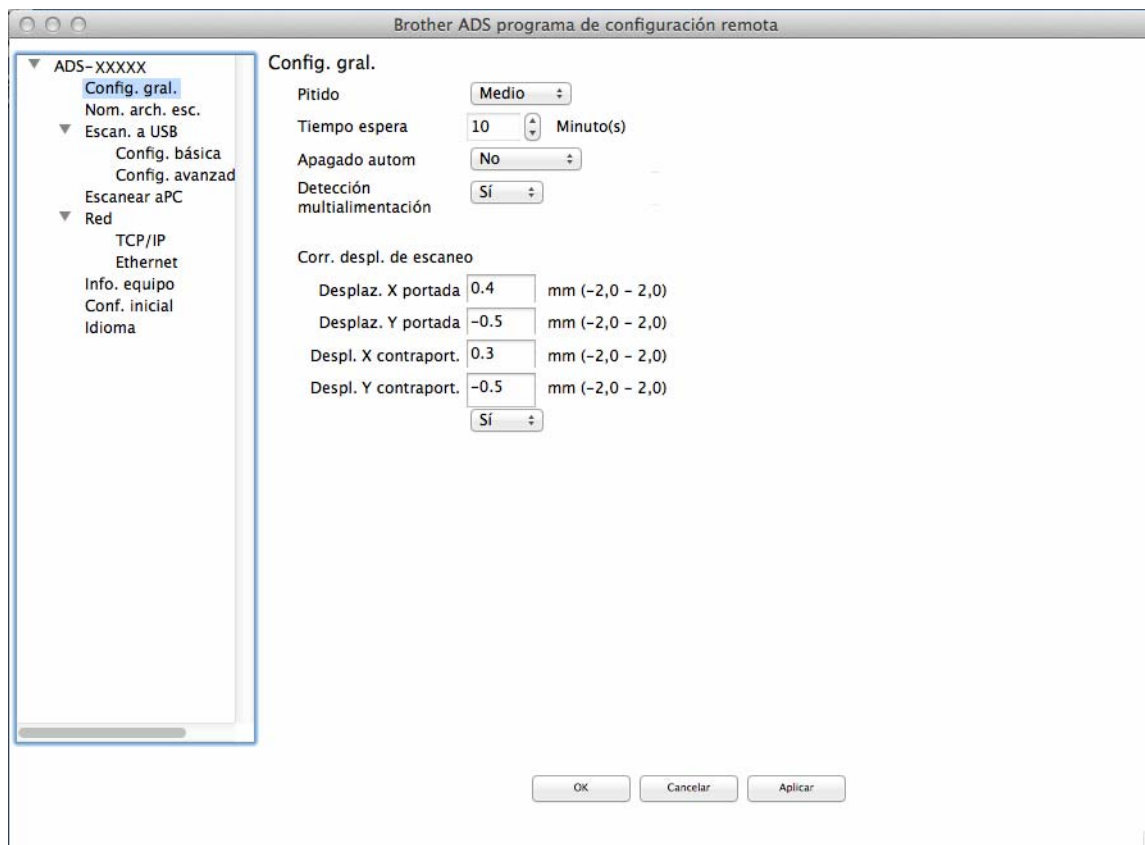 Brother ADS programa de configuración remota
ADS-XXXXX
Config. gral.
Nom. arch. esc.
Escan. a USB
Config. básica
Config. avanzad
Escanear aPC
Red
TCP/IP
Ethernet
Info. equipo
Conf. inicial
Idioma
Config. gral.
Pitido Medio
Tiempo espera 10 Minuto(s)
Apagado autom No
Detección
multialimentación Sí
Corr. despl. de escaneo
Desplaz. X portada 0.4 mm (-2,0 - 2,0)
Desplaz. Y portada -0.5 mm (-2,0 - 2,0)
Despl. X contraport. 0.3 mm (-2,0 - 2,0)
Despl. Y contraport. -0.5 mm (-2,0 - 2,0)
Sí
OK Cancelar Aplicar